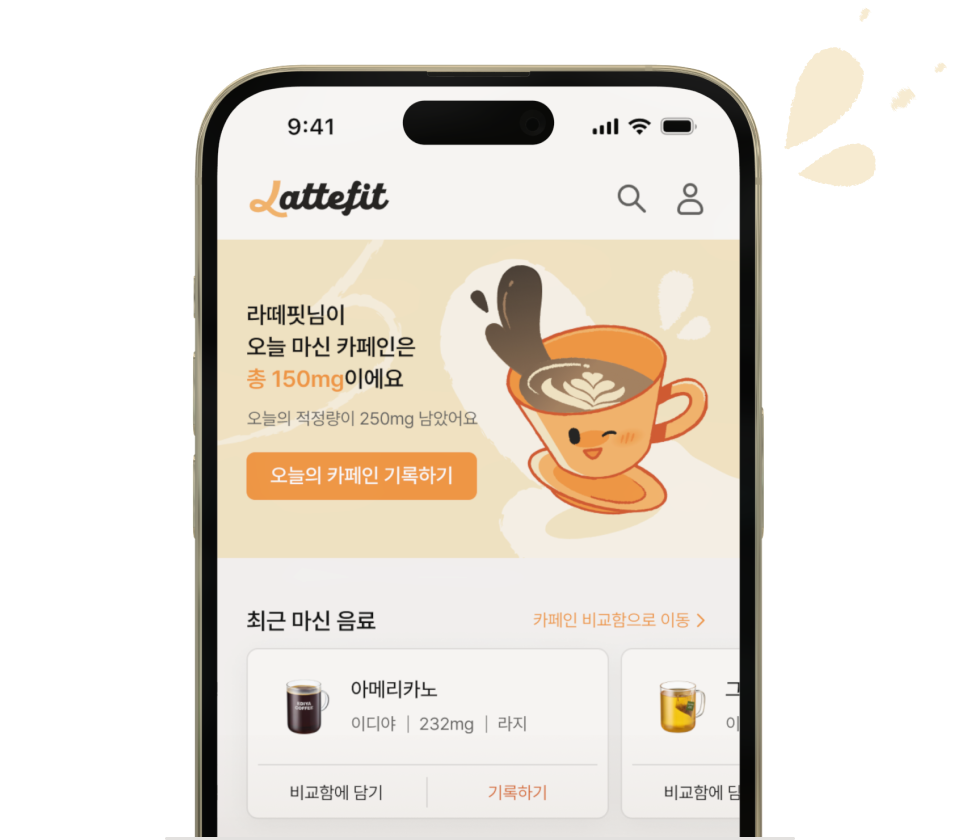 9:41
Lattefit
라떼핏님이
오늘 마신 카페인은
총 150mg이에요
오늘의 적정량이 250mg 남았어요
오늘의 카페인 기록하기
최근 마신 음료
카페인 비교함으로 이동 >
아메리카노
이디야 | 232mg | 라지
비교함에 담기
기록하기
비교함에